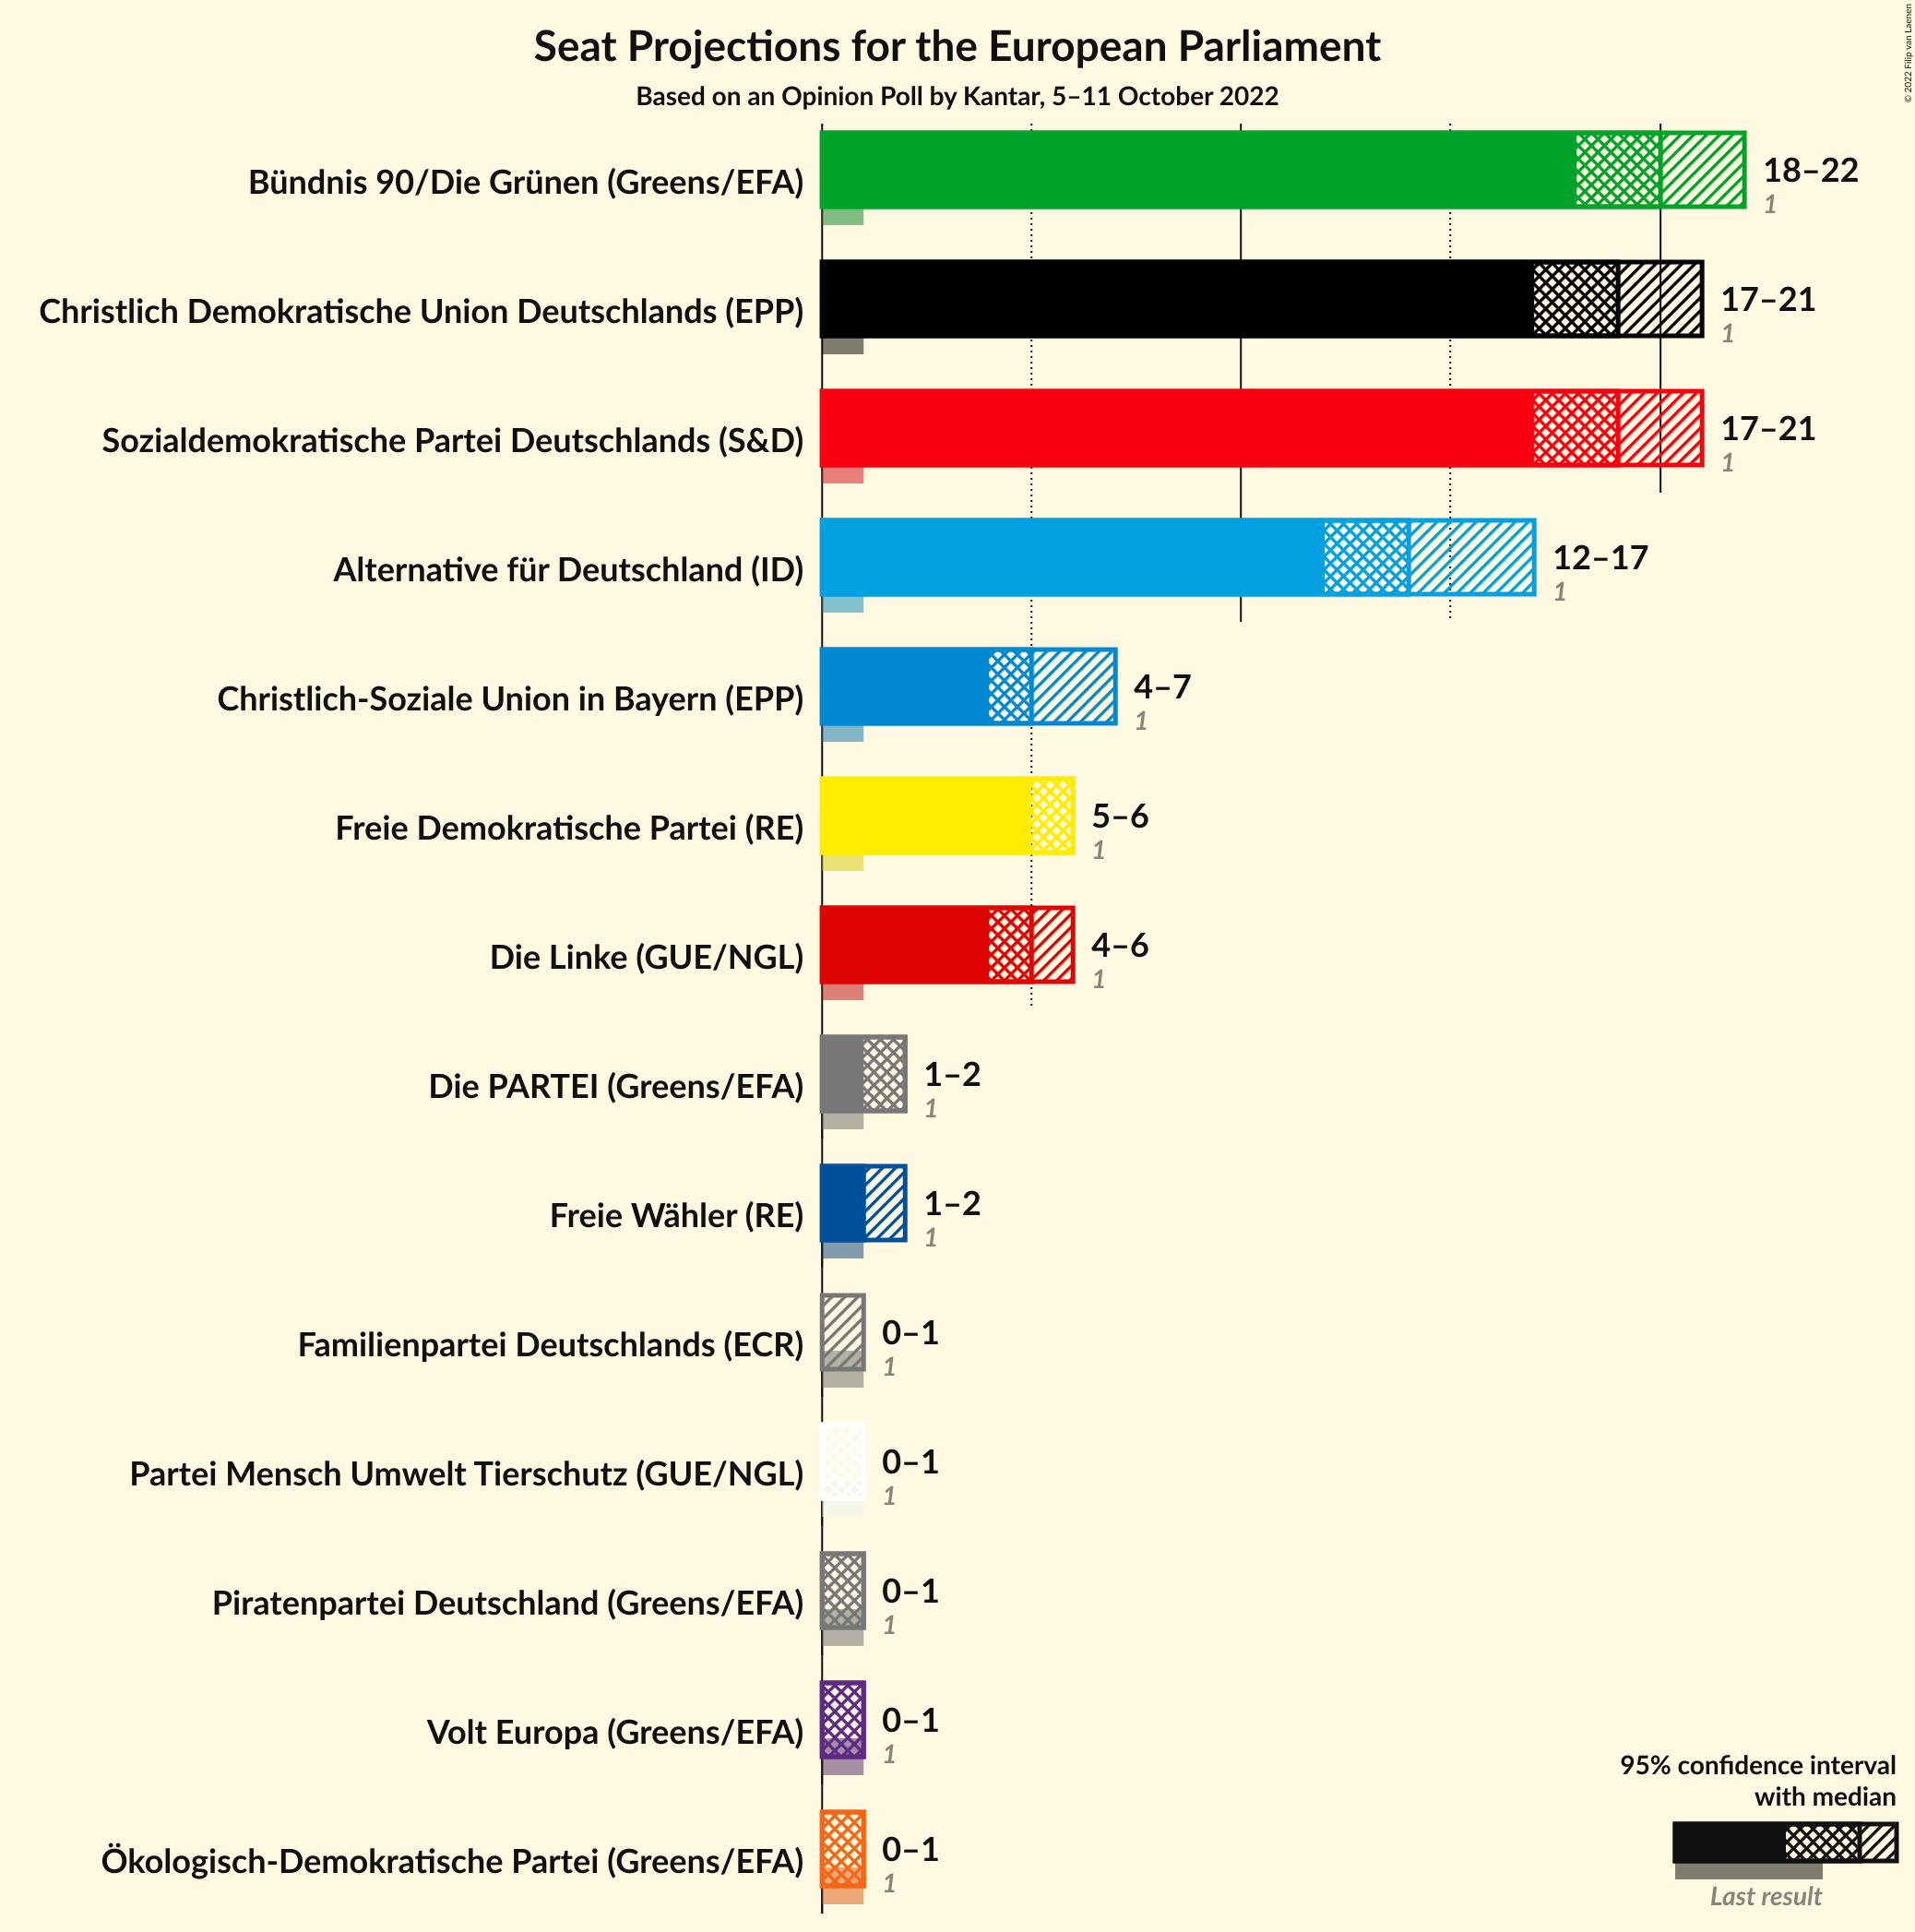 Seat Projections for the European Parliament
Based on an Opinion Poll by Kantar, 5–11 October 2022
© 2022 Filip van Laenen
Bündnis 90/Die Grünen (Greens/EFA)
18–22
1
Christlich Demokratische Union Deutschlands (EPP)
17–21
1
Sozialdemokratische Partei Deutschlands (S&D)
17–21
1
Alternative für Deutschland (ID)
12–17
1
Christlich-Soziale Union in Bayern (EPP)
4–7
1
Freie Demokratische Partei (RE)
5–6
1
Die Linke (GUE/NGL)
4–6
1
Die PARTEI (Greens/EFA)
1–2
1
Freie Wähler (RE)
1–2
1
Familienpartei Deutschlands (ECR)
0–1
1
Partei Mensch Umwelt Tierschutz (GUE/NGL)
0–1
1
Piratenpartei Deutschland (Greens/EFA)
0–1
1
Volt Europa (Greens/EFA)
0–1
1
Ökologisch-Demokratische Partei (Greens/EFA)
0–1
1
95% confidence interval
with median
Last result